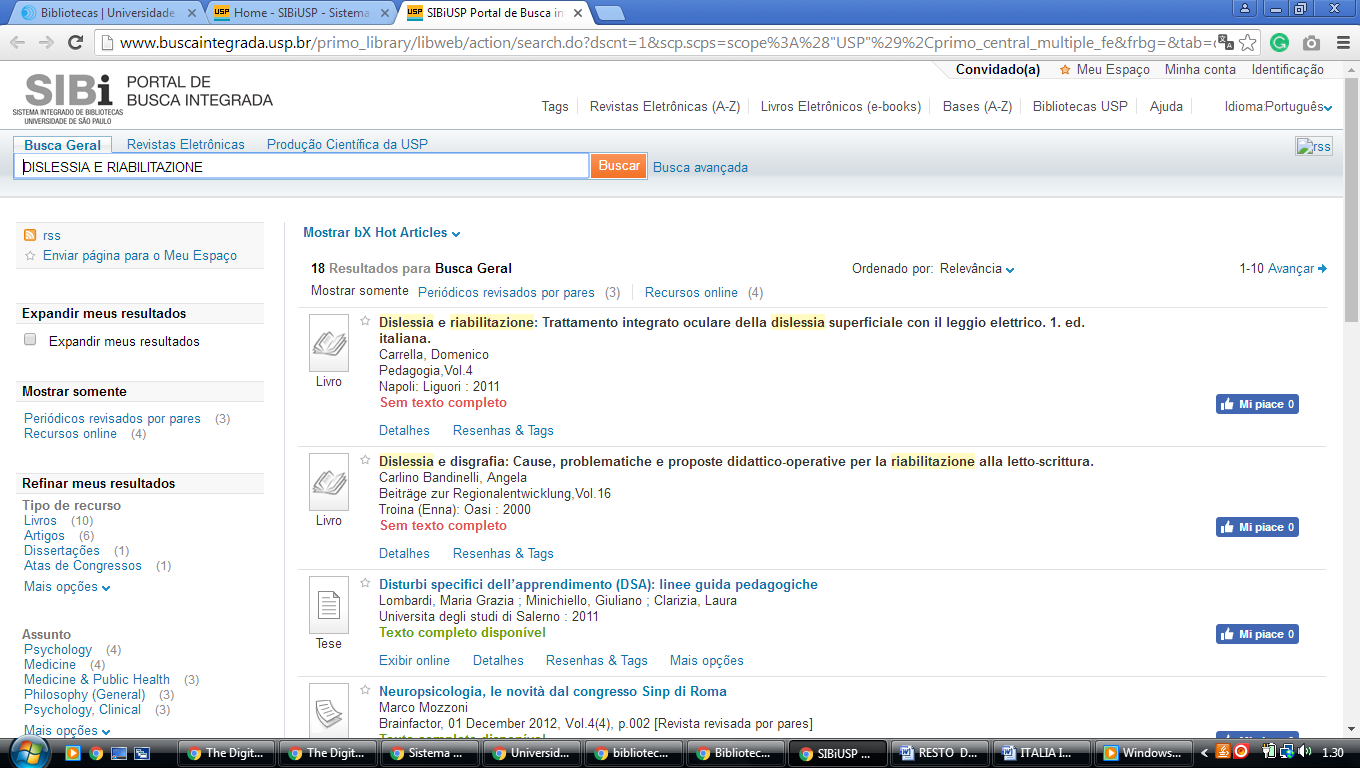 Bibliotecas | Universidade
Home - SIBiUSP - Sistema
SIBiUSP Portal de Busca in
www.buscaintegrada.usp.br/primo_library/libweb/action/search.do?dscnt=1&scp.scps=scope%3A%28"USP"%29%2Cprimo_central_multiple_fe&frbg=&tab=
Convidado(a) Meu Espaço Minha conta Identificação
SIBi PORTAL DE BUSCA INTEGRADA
SISTEMA INTEGRADO DE BIBLIOTECAS
UNIVERSIDADE DE SÃO PAULO
Tags Revistas Eletrônicas (A-Z) Livros Eletrônicos (e-books) Bases (A-Z) Bibliotecas USP Ajuda Idioma:Português
Busca Geral Revistas Eletrônicas Produção Científica da USP
rss
DISLESSIA E RIABILITAZIONE Buscar Busca avançada
rss
Enviar página para o Meu Espaço
Expandir meus resultados
Expandir meus resultados
Mostrar somente
Periódicos revisados por pares (3)
Recursos online (4)
Refinar meus resultados
Tipo de recurso
Livros (10)
Artigos (6)
Dissertações (1)
Atas de Congressos (1)
Mais opções
Assunto
Psychology (4)
Medicine (4)
Medicine & Public Health (3)
Philosophy (General) (3)
Psychology, Clinical (3)
Mais opções
Mostrar bX Hot Articles
18 Resultados para Busca Geral Ordenado por: Relevância 1-10 Avançar
Mostrar somente Periódicos revisados por pares (3) Recursos online (4)
Livro
Dislessia e riabilitazione: Trattamento integrato oculare della dislessia superficiale con il leggio elettrico. 1. ed.
italiana.
Carrella, Domenico
Pedagogia,Vol.4
Napoli: Liguori : 2011
Sem texto completo
Mi piace 0
Detalhes Resenhas & Tags
Livro
Dislessia e disgrafia: Cause, problematiche e proposte didattico-operative per la riabilitazione alla letto-scrittura.
Carlino Bandinelli, Angela
Beiträge zur Regionalentwicklung,Vol.16
Troina (Enna): Oasi : 2000
Sem texto completo
Mi piace 0
Detalhes Resenhas & Tags
Tese
Disturbi specifici dell'apprendimento (DSA): linee guida pedagogiche
Lombardi, Maria Grazia ; Minichiello, Giuliano ; Clarizia, Laura
Universita degli studi di Salerno : 2011
Texto completo disponível
Mi piace 0
Exibir online Detalhes Resenhas & Tags Mais opções
Neuropsicologia, le novità dal congresso Sinp di Roma
Marco Mozzoni
Brainfactor, 01 December 2012, Vol.4(4), p.002 [Revista revisada por pares]
The Digit... The Digit... Sistema ... Universid... bibliotec... Bibliotec... SIBiUSP ... RESTO D... ITALIA I... Windows... 1.30